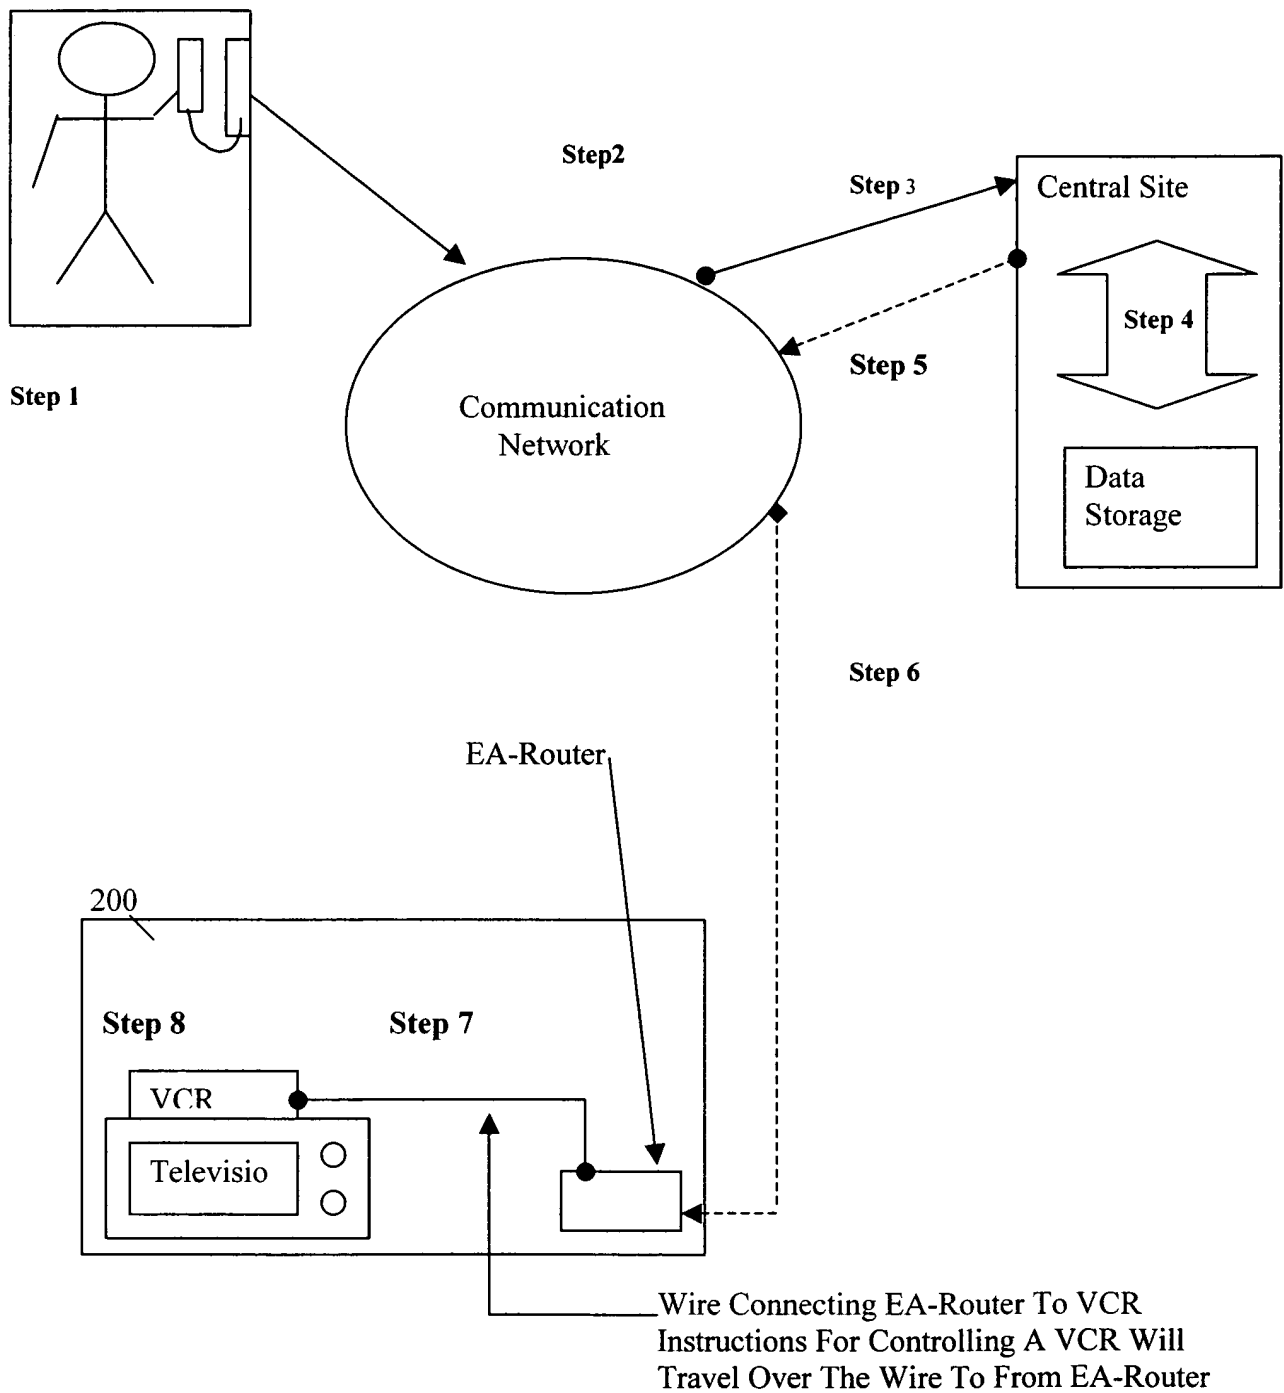 Step2
Step 3
Central Site
Step 4
Step 5
Step 1
Communication
Network
Data
Storage
Step 6
EA-Router
200
Step 8
Step 7
VCR
Televisio
Wire Connecting EA-Router To VCR
Instructions For Controlling A VCR Will
Travel Over The Wire To From EA-Router